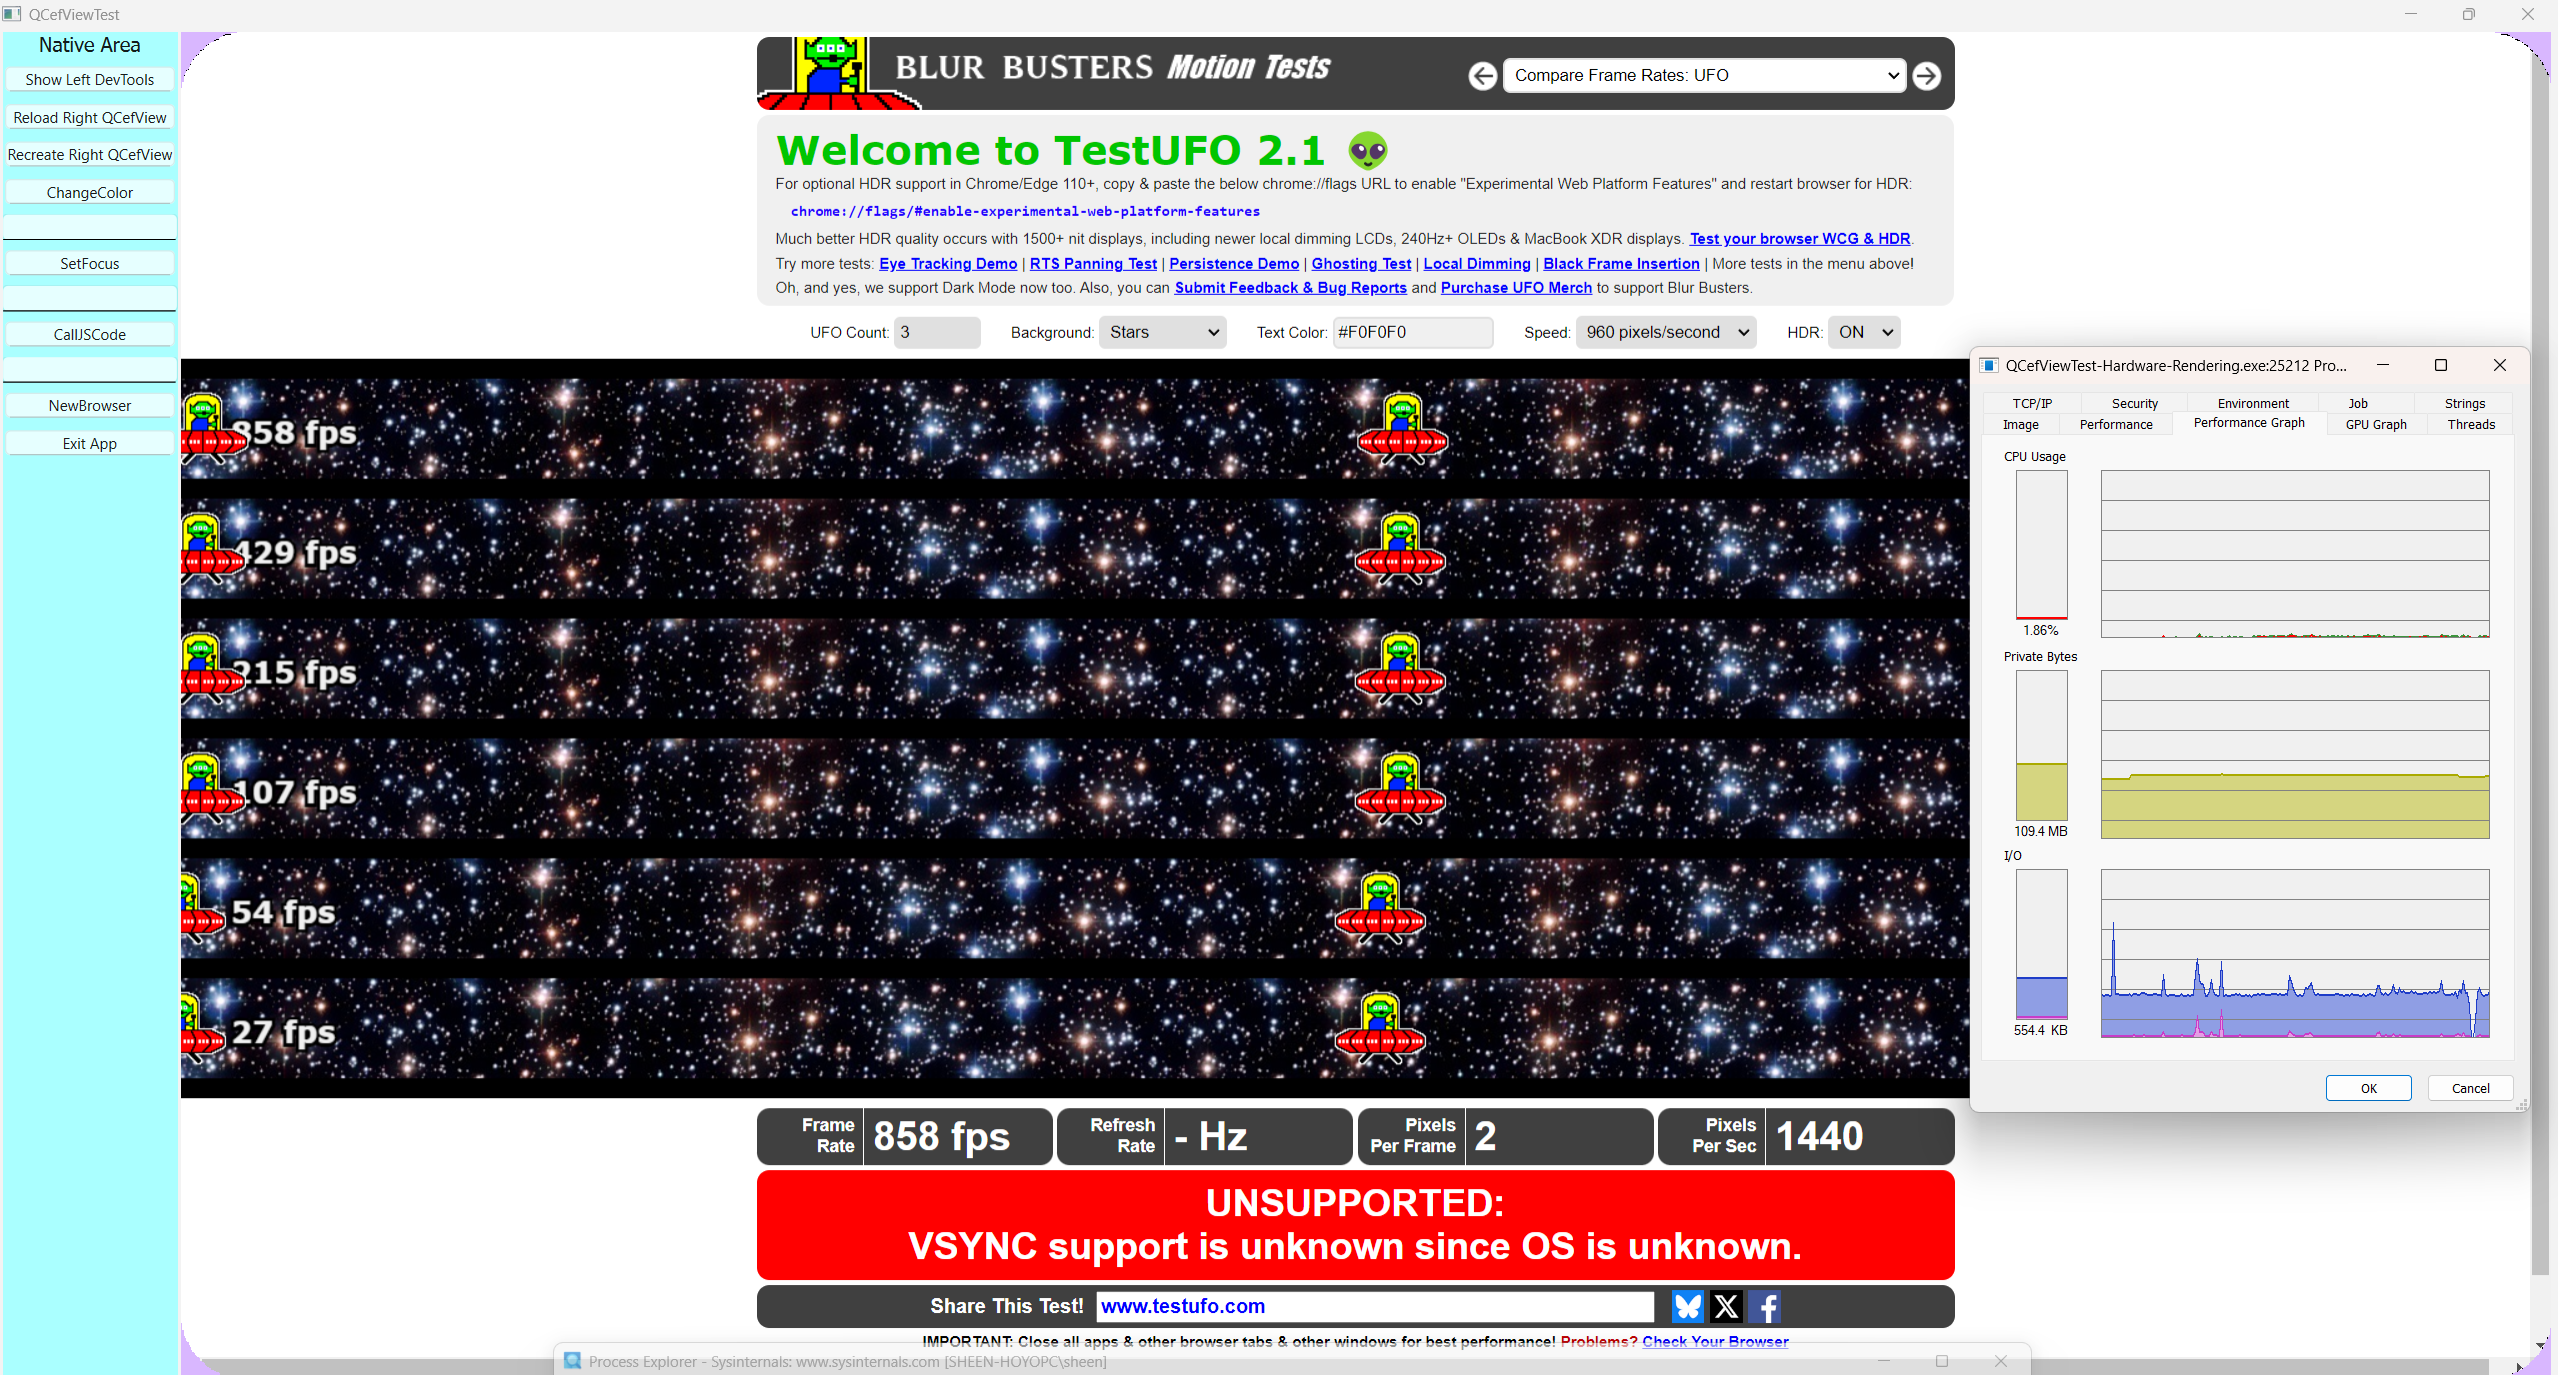 QCefViewTest
Native Area
Show Left DevTools
Reload Right QCefView
Recreate Right QCefView
ChangeColor
SetFocus
CallJSCode
NewBrowser
Exit App
BLUR BUSTERS Motion Tests
Compare Frame Rates: UFO
Welcome to TestUFO 2.1
For optional HDR support in Chrome/Edge 110+, copy & paste the below chrome://flags URL to enable "Experimental Web Platform Features" and restart browser for HDR:
chrome://flags/#enable-experimental-web-platform-features
Much better HDR quality occurs with 1500+ nit displays, including newer local dimming LCDs, 240Hz+ OLEDs & MacBook XDR displays. Test your browser WCG & HDR.
Try more tests: Eye Tracking Demo | RTS Panning Test | Persistence Demo | Ghosting Test | Local Dimming | Black Frame Insertion | More tests in the menu above!
Oh, and yes, we support Dark Mode now too. Also, you can Submit Feedback & Bug Reports and Purchase UFO Merch to support Blur Busters.
UFO Count: 3 Background: Stars Text Color: #F0F0F0 Speed: 960 pixels/second HDR: ON
858 fps
429 fps
215 fps
107 fps
54 fps
27 fps
Frame Rate 858 fps
Refresh Rate - Hz
Pixels Per Frame 2
Pixels Per Sec 1440
UNSUPPORTED:
VSYNC support is unknown since OS is unknown.
Share This Test! www.testufo.com
IMPORTANT: Close all apps & other browser tabs & other windows for best performance! Problems? Check Your Browser
Process Explorer - Sysinternals: www.sysinternals.com [SHEEN-HOYOPC\sheen]
QCefViewTest-Hardware-Rendering.exe:25212 Pro...
TCP/IP Security Environment Job Strings
Image Performance Performance Graph GPU Graph Threads
CPU Usage
1.86%
Private Bytes
109.4 MB
I/O
554.4 KB
OK
Cancel